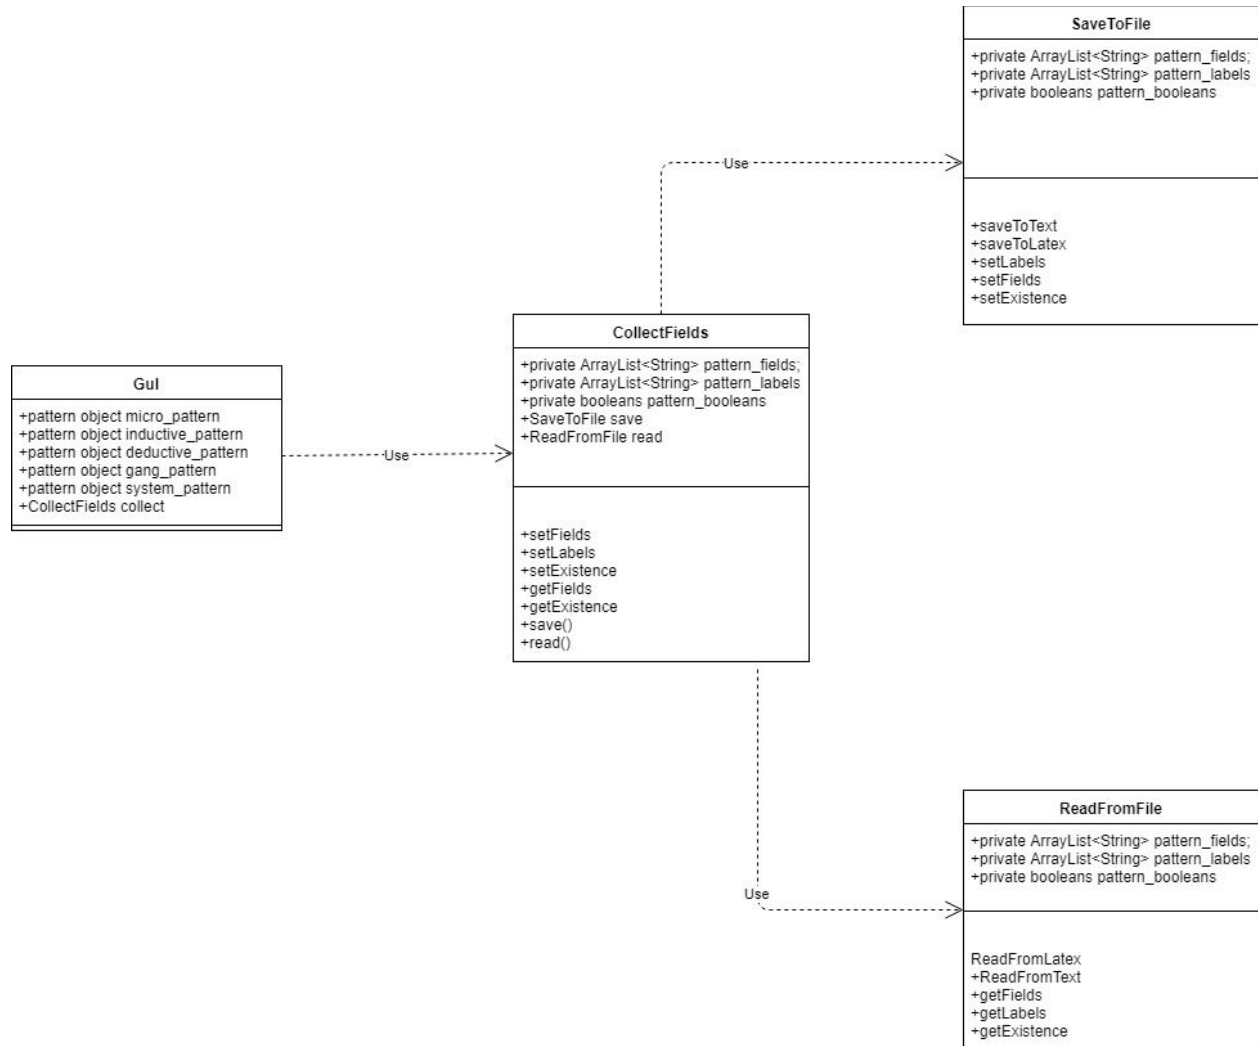 SaveToFile
+private ArrayList<String> pattern_fields;
+private ArrayList<String> pattern_labels
+private booleans pattern_booleans
+saveToText
+saveToLatex
+setLabels
+setFields
+setExistence
Use
CollectFields
+private ArrayList<String> pattern_fields;
+private ArrayList<String> pattern_labels
+private booleans pattern_booleans
+SaveToFile save
+ReadFromFile read
+setFields
+setLabels
+setExistence
+getFields
+getExistence
+save()
+read()
GuI
+pattern object micro_pattern
+pattern object inductive_pattern
+pattern object deductive_pattern
+pattern object gang_pattern
+pattern object system_pattern
+CollectFields collect
Use
Use
ReadFromFile
+private ArrayList<String> pattern_fields;
+private ArrayList<String> pattern_labels
+private booleans pattern_booleans
ReadFromLatex
+ReadFromText
+getFields
+getLabels
+getExistence